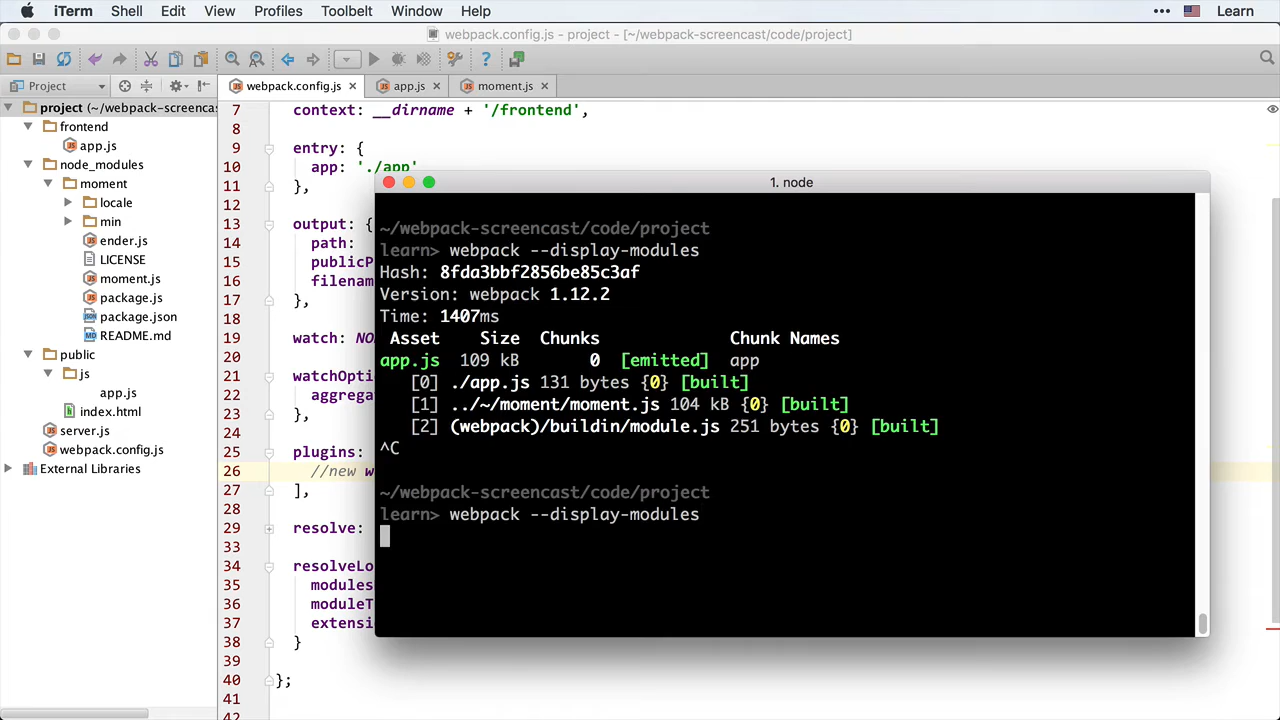 iTerm Shell Edit View Profiles Toolbelt Window Help ••• Learn
webpack.config.js - project - [~/webpack-screencast/code/project]
Project
webpack.config.js × app.js × moment.js ×
project (~/webpack-screencas
frontend
app.js
node_modules
moment
locale
min
ender.js
LICENSE
moment.js
package.js
package.json
README.md
public
js
app.js
index.html
server.js
webpack.config.js
External Libraries
7 context: __dirname + '/frontend',
8
9 entry: {
10 app: './app'
11 },
12
13 output: {
14 path:
15 publicP
16 filenam
17 },
18
19 watch: NO
20
21 watchOpti
22 aggrega
23 },
24
25 plugins:
26 //new w
27 ],
28
29 resolve:
33
34 resolveLo
35 modules
36 moduleT
37 extensi
38 }
39
40 };
41
42
1. node
~/webpack-screencast/code/project
learn> webpack --display-modules
Hash: 8fda3bbf2856be85c3af
Version: webpack 1.12.2
Time: 1407ms
Asset Size Chunks Chunk Names
app.js 109 kB 0 [emitted] app
[0] ./app.js 131 bytes {0} [built]
[1] ../~/moment/moment.js 104 kB {0} [built]
[2] (webpack)/buildin/module.js 251 bytes {0} [built]
^C
~/webpack-screencast/code/project
learn> webpack --display-modules